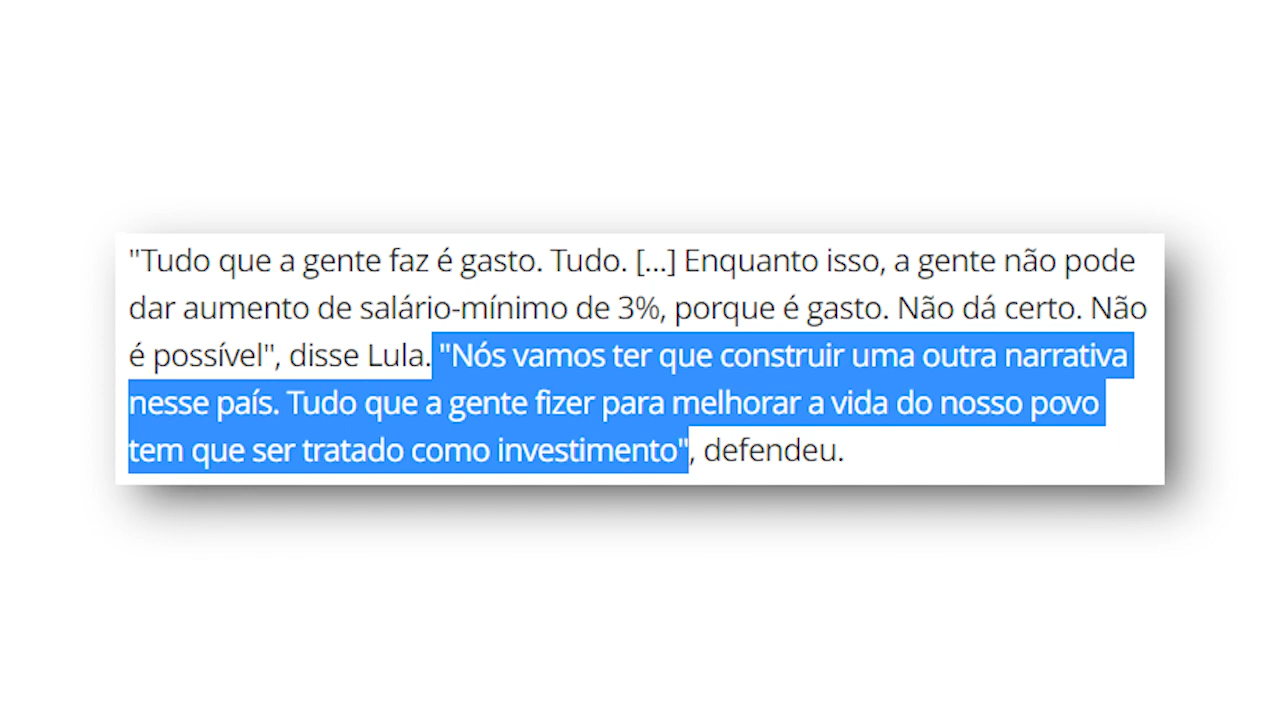 "Tudo que a gente faz é gasto. Tudo. [...] Enquanto isso, a gente não pode
dar aumento de salário-mínimo de 3%, porque é gasto. Não dá certo. Não
é possível", disse Lula. "Nós vamos ter que construir uma outra narrativa
nesse país. Tudo que a gente fizer para melhorar a vida do nosso povo
tem que ser tratado como investimento", defendeu.